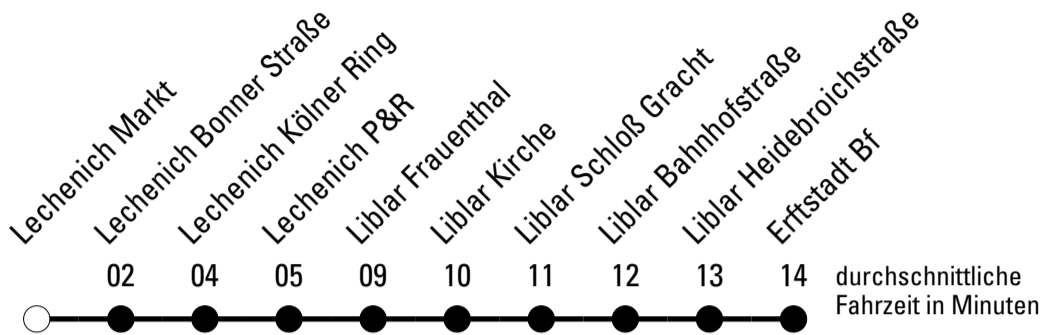 Lechenich Markt
Lechenich Bonner Straße
Lechenich Kölner Ring
Lechenich P&R
Liblar Frauenthal
Liblar Kirche
Liblar Schloß Gracht
Liblar Bahnhofstraße
Liblar Heidebroichstraße
Erftstadt Bf
02 04 05 09 10 11 12 13 14
durchschnittliche
Fahrzeit in Minuten